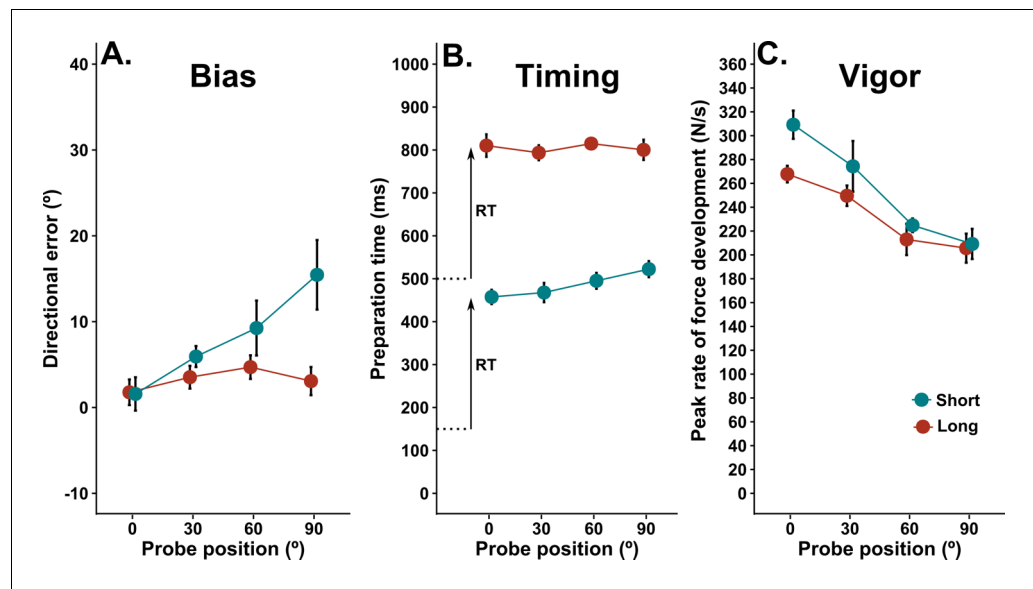 A.
Bias
Directional error (º)
40
30
20
10
0
-10
0 30 60 90
Probe position (º)
B.
Timing
Preparation time (ms)
1000
900
800
700
600
500
400
300
200
100
0
RT
RT
0 30 60 90
Probe position (º)
C.
Vigor
Peak rate of force development (N/s)
360
340
320
300
280
260
240
220
200
180
160
140
120
100
80
60
40
20
0
Short
Long
0 30 60 90
Probe position (º)